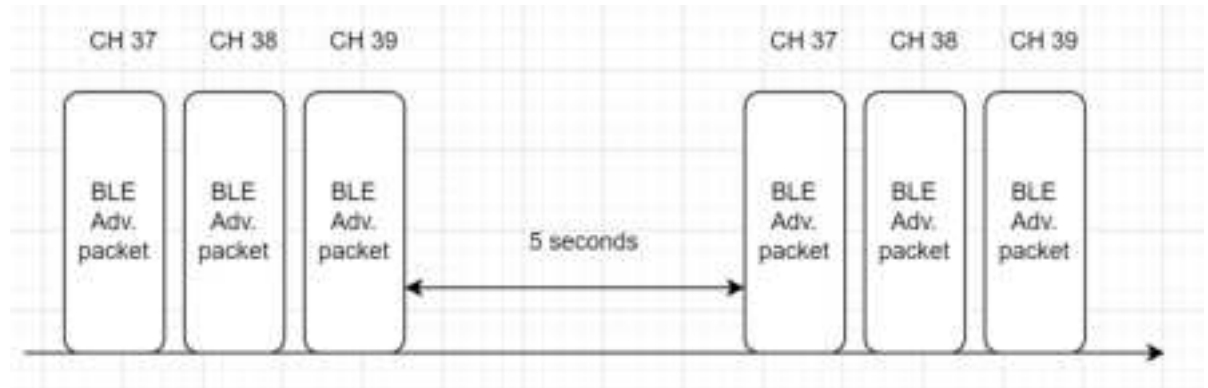 CH 37 CH 38 CH 39 CH 37 CH 38 CH 39
BLE BLE BLE BLE BLE BLE
Adv. Adv. Adv. Adv. Adv. Adv.
packet packet packet packet packet packet
5 seconds